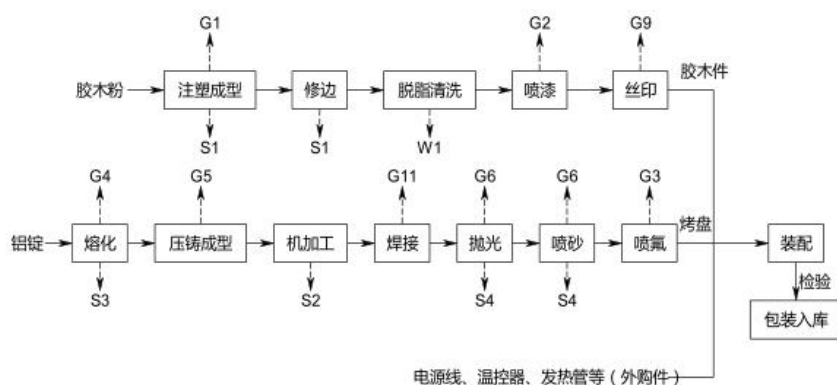 G1 G2 G9
胶木粉 注塑成型 修边 脱脂清洗 喷漆 丝印 胶木件
S1 S1 W1
G4 G5 G11 G6 G6 G3
铝锭 熔化 压铸成型 机加工 焊接 抛光 喷砂 喷氟 烤盘 装配
S3 S2 S4 S4 检验
包装入库
电源线、温控器、发热管等（外购件）